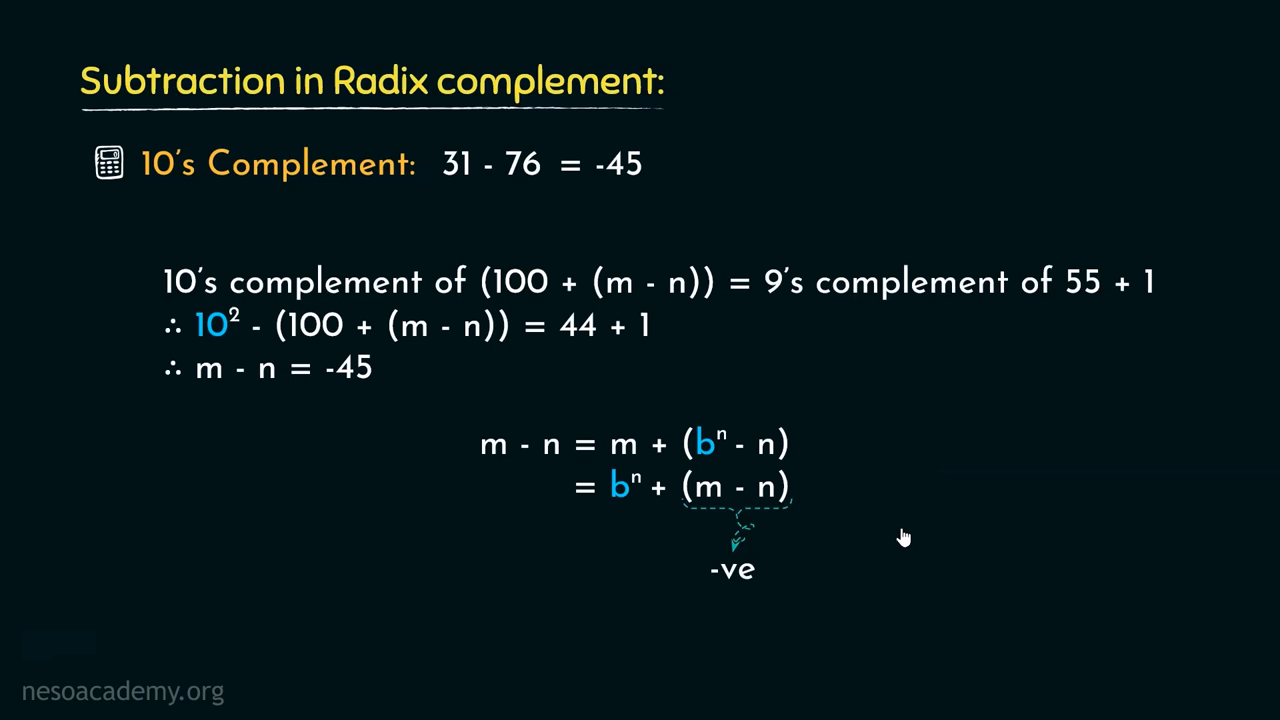 Subtraction in Radix complement:
10's Complement: 31 - 76 = -45
10's complement of (100 + (m - n)) = 9's complement of 55 + 1
∴ 10² - (100 + (m - n)) = 44 + 1
∴ m - n = -45
m - n = m + (bⁿ - n)
= bⁿ + (m - n)
-ve
nesoacademy.org